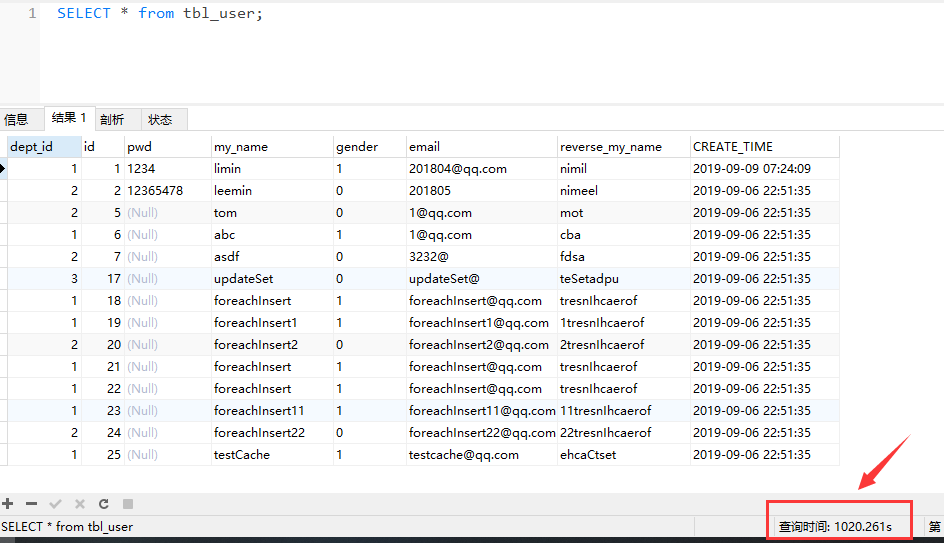 1 SELECT * from tbl_user;
信息 结果 1 剖析 状态
dept_id id pwd my_name gender email reverse_my_name CREATE_TIME
1 1 1234 limin 1 201804@qq.com nimil 2019-09-09 07:24:09
2 2 12365478 leemin 0 201805 nimeel 2019-09-06 22:51:35
2 5 (Null) tom 0 1@qq.com mot 2019-09-06 22:51:35
1 6 (Null) abc 1 1@qq.com cba 2019-09-06 22:51:35
2 7 (Null) asdf 0 3232@ fdsa 2019-09-06 22:51:35
3 17 (Null) updateSet 0 updateSet@ teSetadpu 2019-09-06 22:51:35
1 18 (Null) foreachInsert 1 foreachInsert@qq.com tresnIhcaerof 2019-09-06 22:51:35
1 19 (Null) foreachInsert1 1 foreachInsert1@qq.com 1tresnIhcaerof 2019-09-06 22:51:35
2 20 (Null) foreachInsert2 0 foreachInsert2@qq.com 2tresnIhcaerof 2019-09-06 22:51:35
1 21 (Null) foreachInsert 1 foreachInsert@qq.com tresnIhcaerof 2019-09-06 22:51:35
1 22 (Null) foreachInsert 1 foreachInsert@qq.com tresnIhcaerof 2019-09-06 22:51:35
1 23 (Null) foreachInsert11 1 foreachInsert11@qq.com 11tresnIhcaerof 2019-09-06 22:51:35
2 24 (Null) foreachInsert22 0 foreachInsert22@qq.com 22tresnIhcaerof 2019-09-06 22:51:35
1 25 (Null) testCache 1 testcache@qq.com ehcaCtset 2019-09-06 22:51:35
SELECT * from tbl_user 查询时间: 1020.261s 第